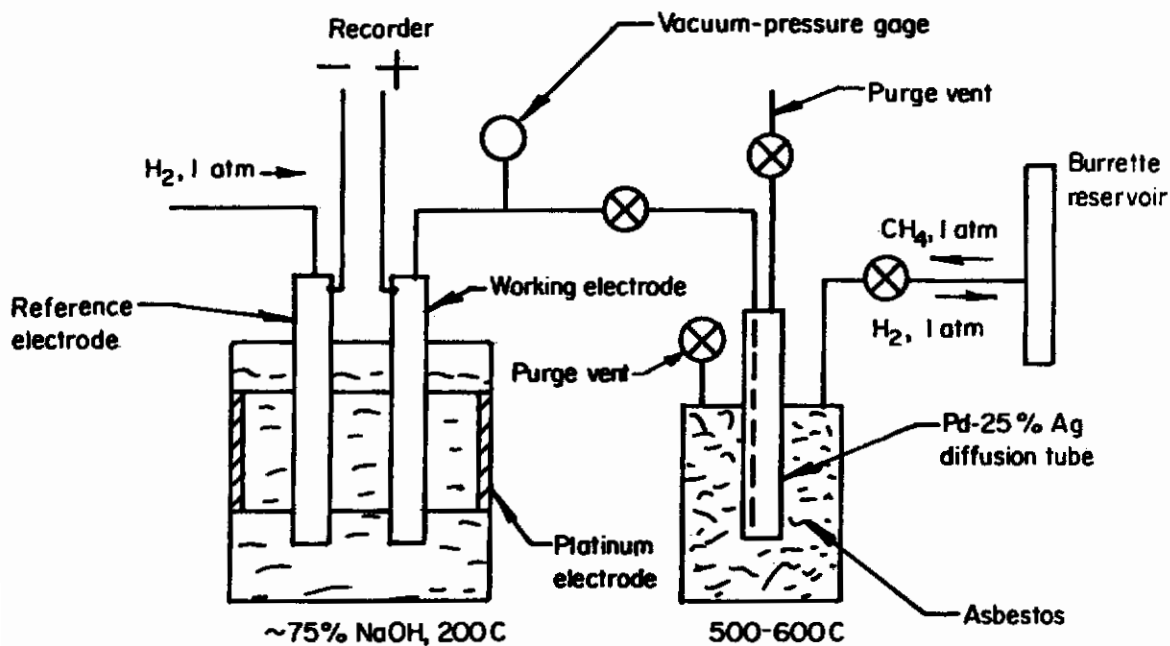 Recorder
− +
Vacuum-pressure gage
Purge vent
Burrette
reservoir
H₂, 1 atm
CH₄, 1 atm
H₂, 1 atm
Working electrode
Reference
electrode
Purge vent
Pd-25% Ag
diffusion tube
Platinum
electrode
Asbestos
~75% NaOH, 200C
500-600C